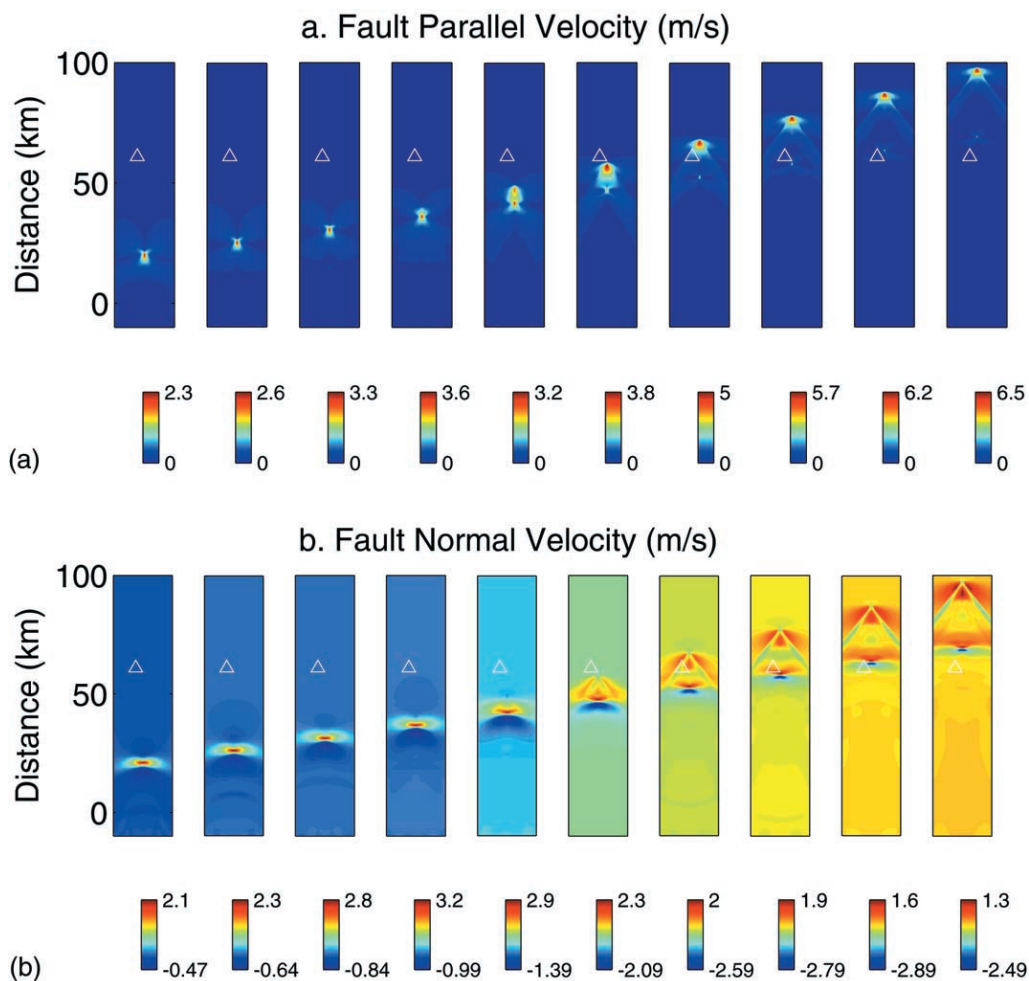 a. Fault Parallel Velocity (m/s)
100
50
0
Distance (km)
2.3 2.6 3.3 3.6 3.2 3.8 5 5.7 6.2 6.5
(a) 0 0 0 0 0 0 0 0 0 0
b. Fault Normal Velocity (m/s)
100
50
0
Distance (km)
2.1 2.3 2.8 3.2 2.9 2.3 2 1.9 1.6 1.3
(b) -0.47 -0.64 -0.84 -0.99 -1.39 -2.09 -2.59 -2.79 -2.89 -2.49